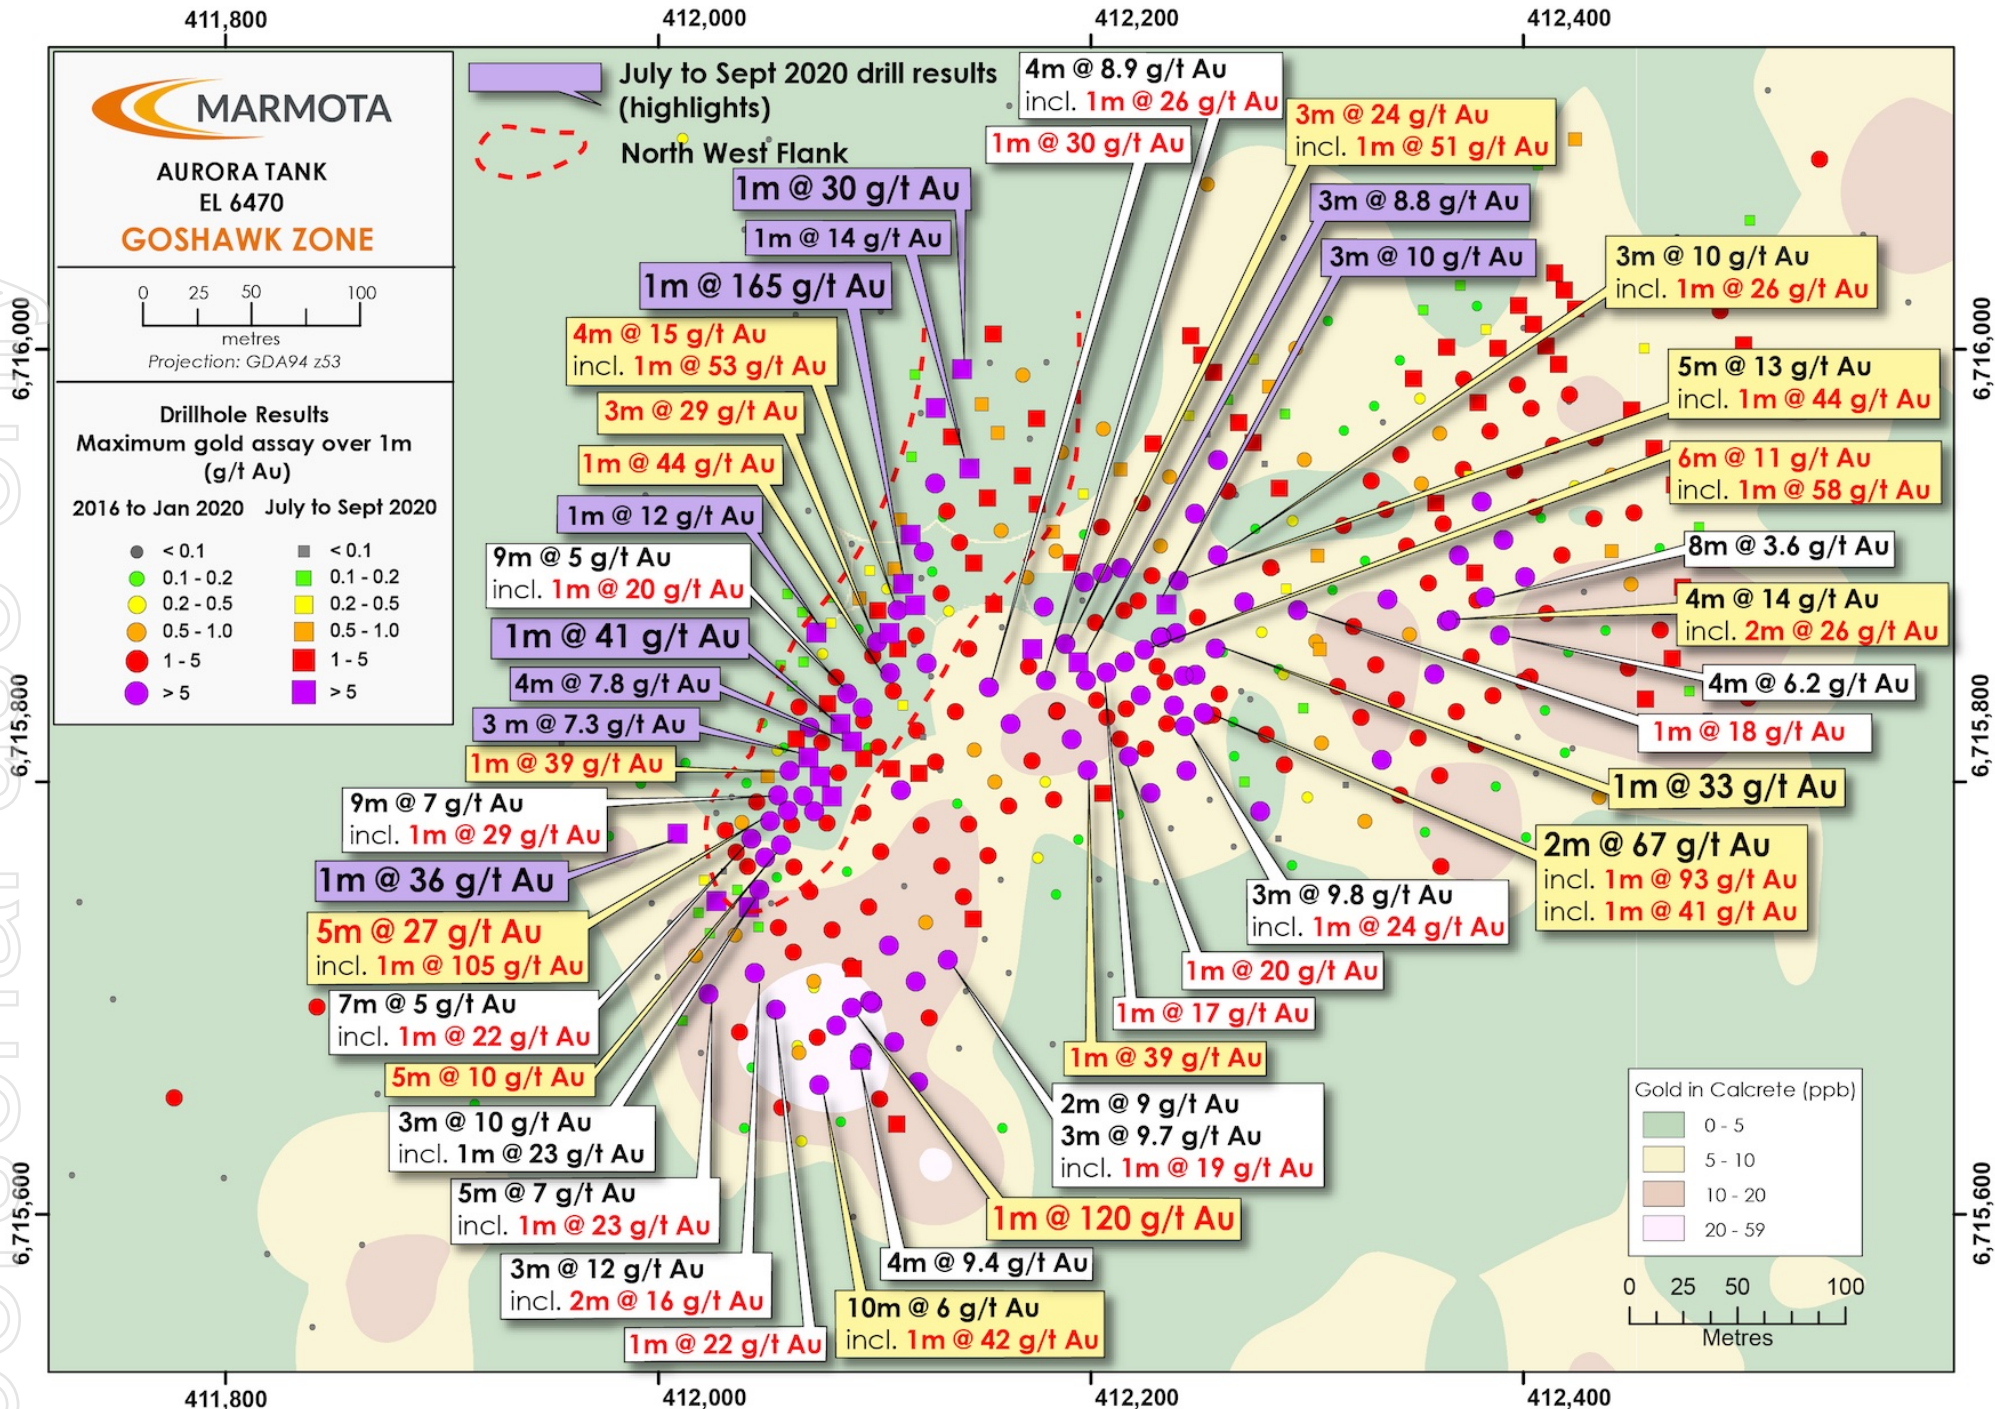 411,800
412,000
412,200
412,400
MARMOTA
AURORA TANK
EL 6470
GOSHAWK ZONE
0 25 50 100
metres
Projection: GDA94 z53
Drillhole Results
Maximum gold assay over 1m
(g/t Au)
2016 to Jan 2020 July to Sept 2020
< 0.1 < 0.1
0.1 - 0.2 0.1 - 0.2
0.2 - 0.5 0.2 - 0.5
0.5 - 1.0 0.5 - 1.0
1 - 5 1 - 5
> 5 > 5
July to Sept 2020 drill results
(highlights)
North West Flank
4m @ 8.9 g/t Au
incl. 1m @ 26 g/t Au
1m @ 30 g/t Au
3m @ 24 g/t Au
incl. 1m @ 51 g/t Au
1m @ 30 g/t Au
3m @ 8.8 g/t Au
1m @ 14 g/t Au
3m @ 10 g/t Au
3m @ 10 g/t Au
incl. 1m @ 26 g/t Au
1m @ 165 g/t Au
4m @ 15 g/t Au
incl. 1m @ 53 g/t Au
5m @ 13 g/t Au
incl. 1m @ 44 g/t Au
3m @ 29 g/t Au
1m @ 44 g/t Au
6m @ 11 g/t Au
incl. 1m @ 58 g/t Au
1m @ 12 g/t Au
8m @ 3.6 g/t Au
9m @ 5 g/t Au
incl. 1m @ 20 g/t Au
4m @ 14 g/t Au
incl. 2m @ 26 g/t Au
1m @ 41 g/t Au
4m @ 7.8 g/t Au
4m @ 6.2 g/t Au
3 m @ 7.3 g/t Au
1m @ 18 g/t Au
1m @ 39 g/t Au
1m @ 33 g/t Au
9m @ 7 g/t Au
incl. 1m @ 29 g/t Au
2m @ 67 g/t Au
incl. 1m @ 93 g/t Au
incl. 1m @ 41 g/t Au
1m @ 36 g/t Au
3m @ 9.8 g/t Au
incl. 1m @ 24 g/t Au
5m @ 27 g/t Au
incl. 1m @ 105 g/t Au
1m @ 20 g/t Au
7m @ 5 g/t Au
incl. 1m @ 22 g/t Au
1m @ 17 g/t Au
1m @ 39 g/t Au
5m @ 10 g/t Au
2m @ 9 g/t Au
3m @ 9.7 g/t Au
incl. 1m @ 19 g/t Au
3m @ 10 g/t Au
incl. 1m @ 23 g/t Au
5m @ 7 g/t Au
incl. 1m @ 23 g/t Au
1m @ 120 g/t Au
4m @ 9.4 g/t Au
3m @ 12 g/t Au
incl. 2m @ 16 g/t Au
10m @ 6 g/t Au
incl. 1m @ 42 g/t Au
1m @ 22 g/t Au
Gold in Calcrete (ppb)
0 - 5
5 - 10
10 - 20
20 - 59
0 25 50 100
Metres
6,716,000
6,715,800
6,715,600
6,716,000
6,715,800
6,715,600
411,800
412,000
412,200
412,400